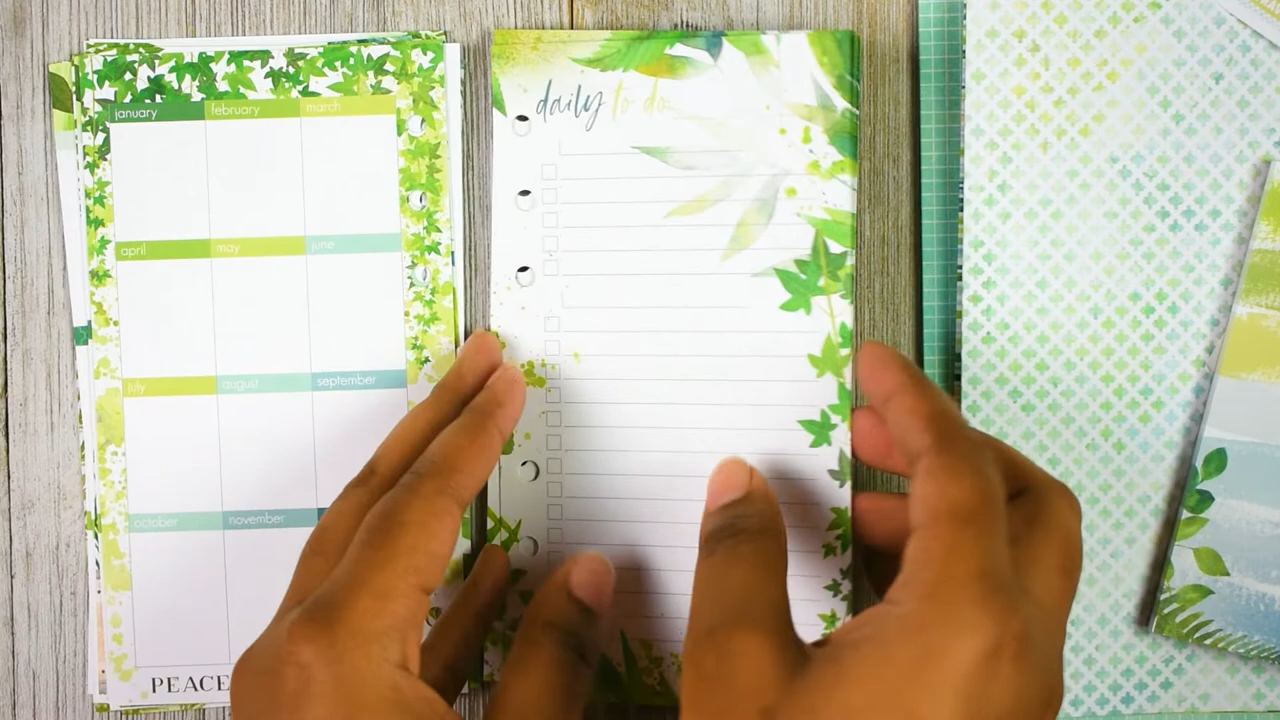 january february march
april may june
july august september
october november
PEACE
daily to do: